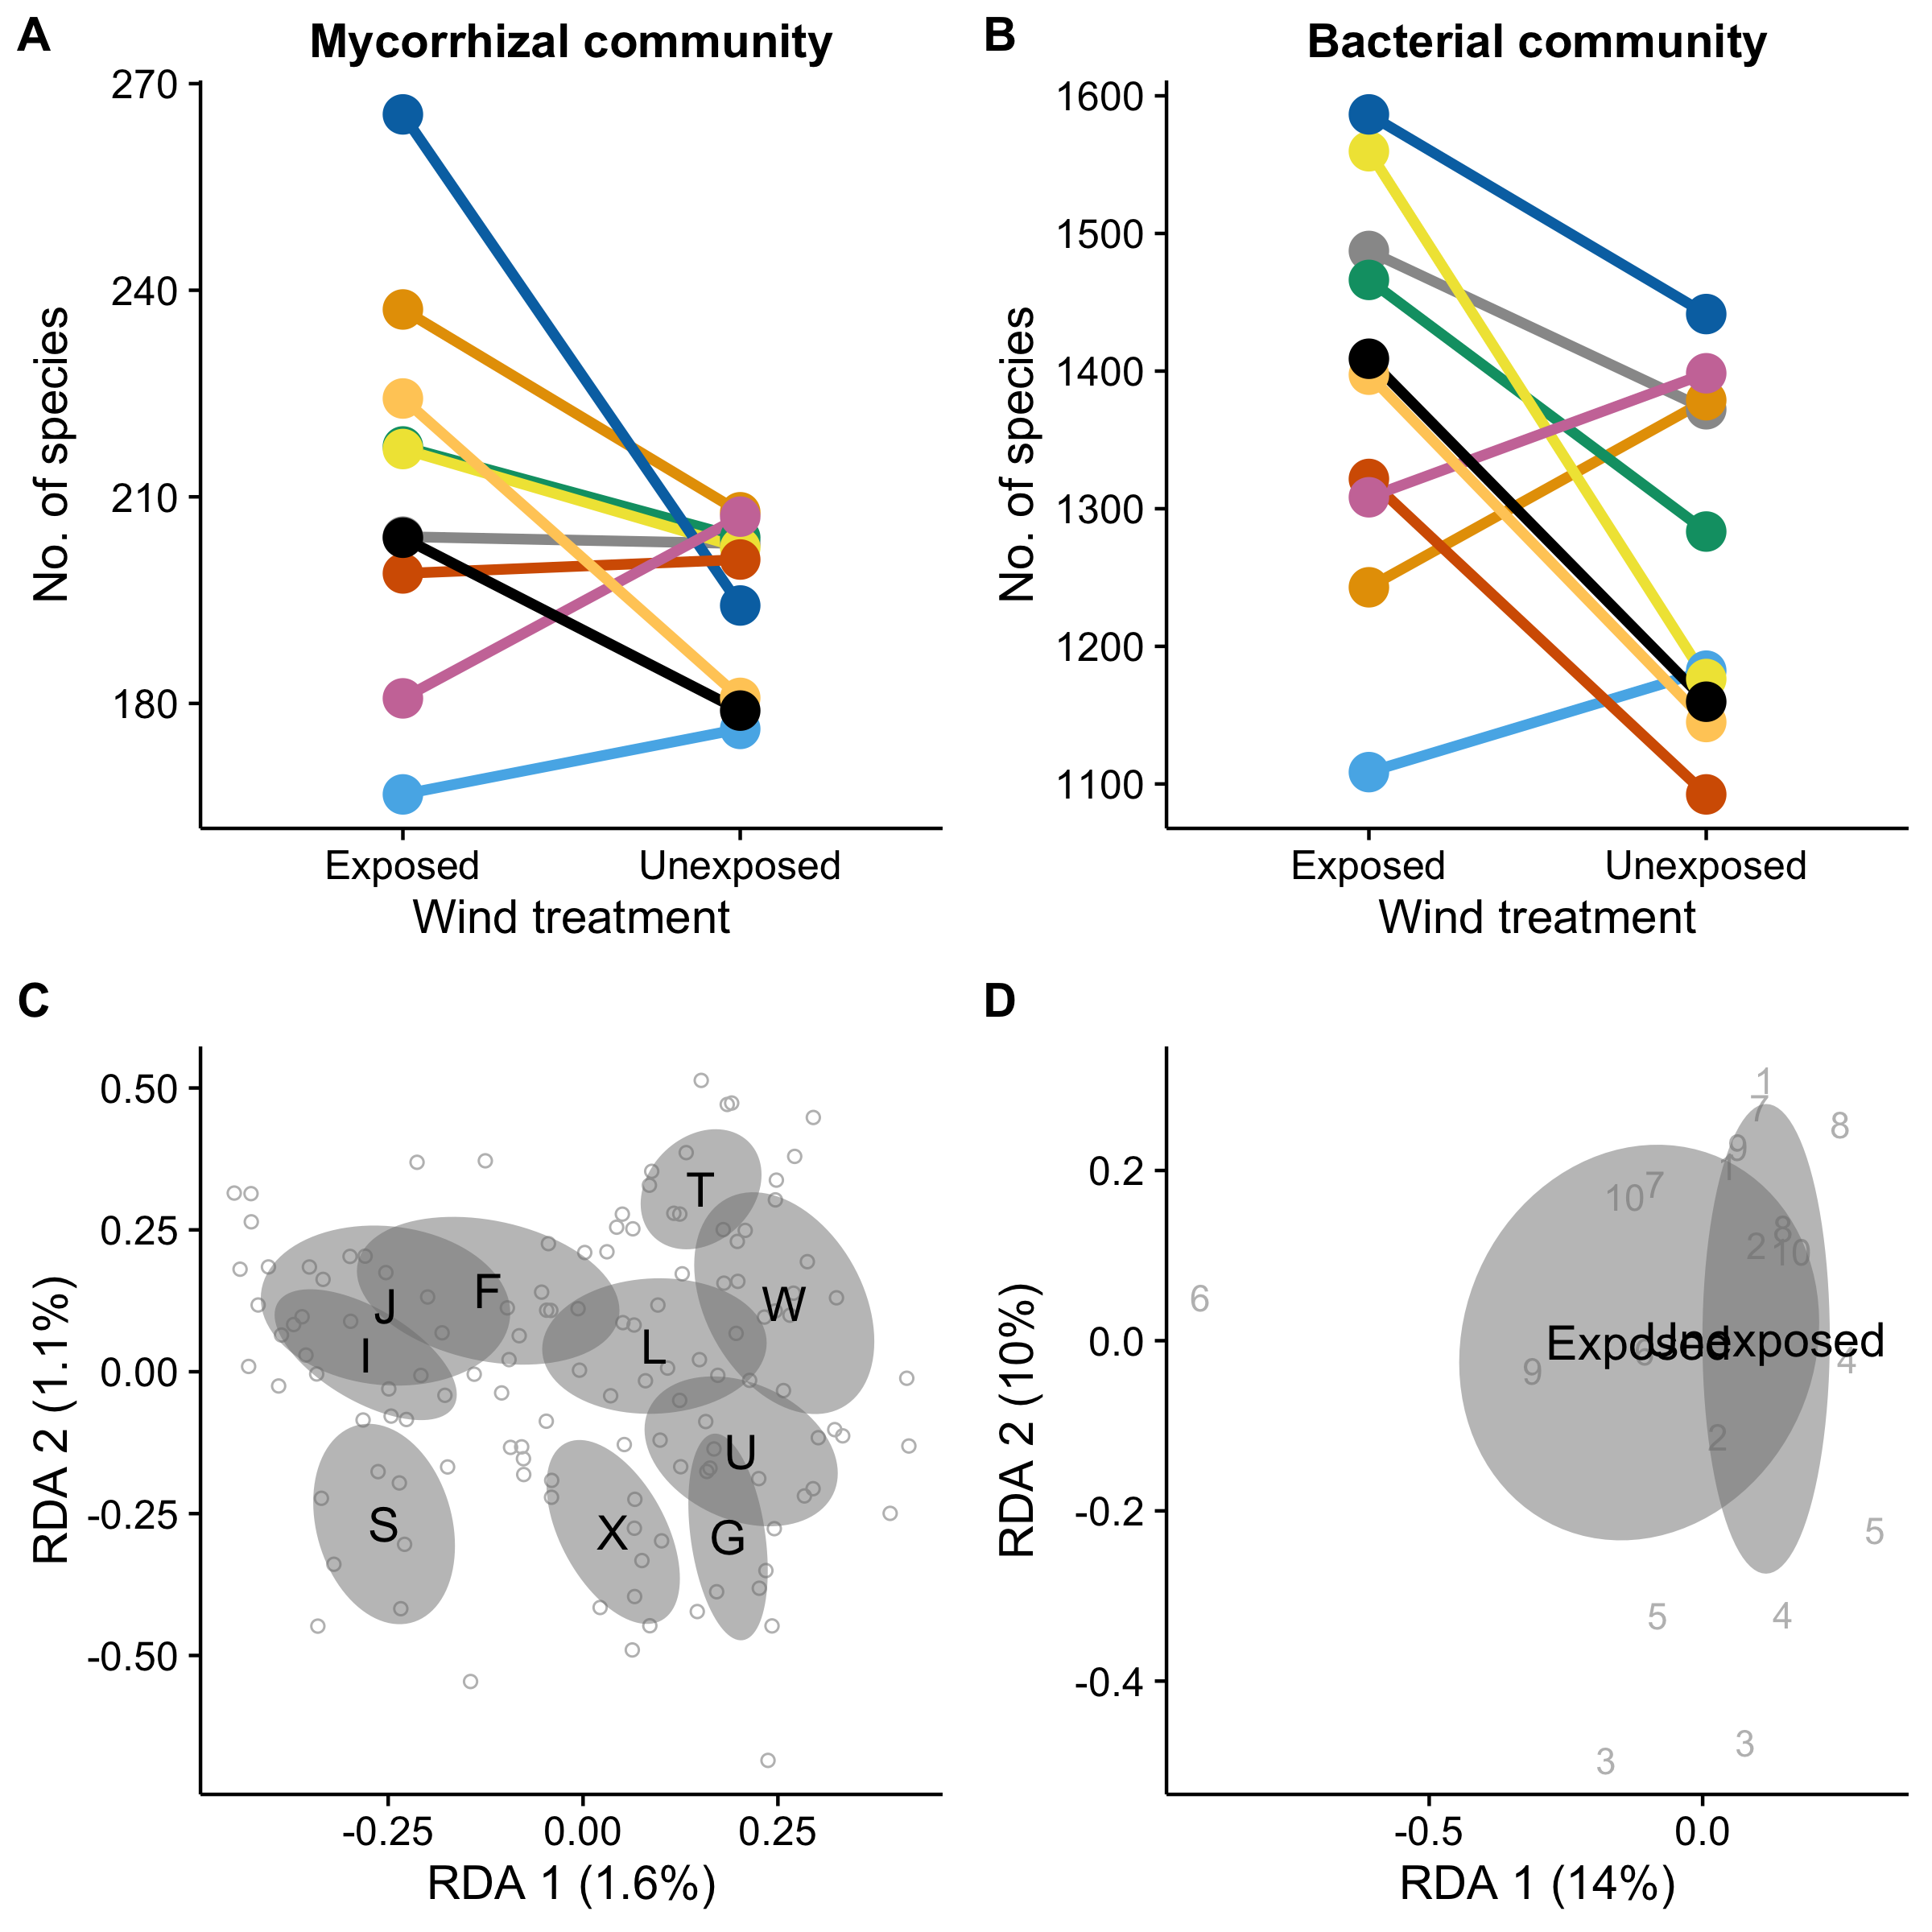 A
Mycorrhizal community
270
240
210
180
No. of species
Exposed
Unexposed
Wind treatment
B
Bacterial community
1600
1500
1400
1300
1200
1100
No. of species
Exposed
Unexposed
Wind treatment
C
0.50
0.25
0.00
-0.25
-0.50
RDA 2 (1.1%)
T
F
W
J
L
I
U
S
X
G
-0.25
0.00
0.25
RDA 1 (1.6%)
D
0.2
0.0
-0.2
-0.4
RDA 2 (10%)
1
7
8
9
1
7
10
8
2
10
6
Exposed
Unexposed
6
9
4
2
5
5
4
3
3
-0.5
0.0
RDA 1 (14%)